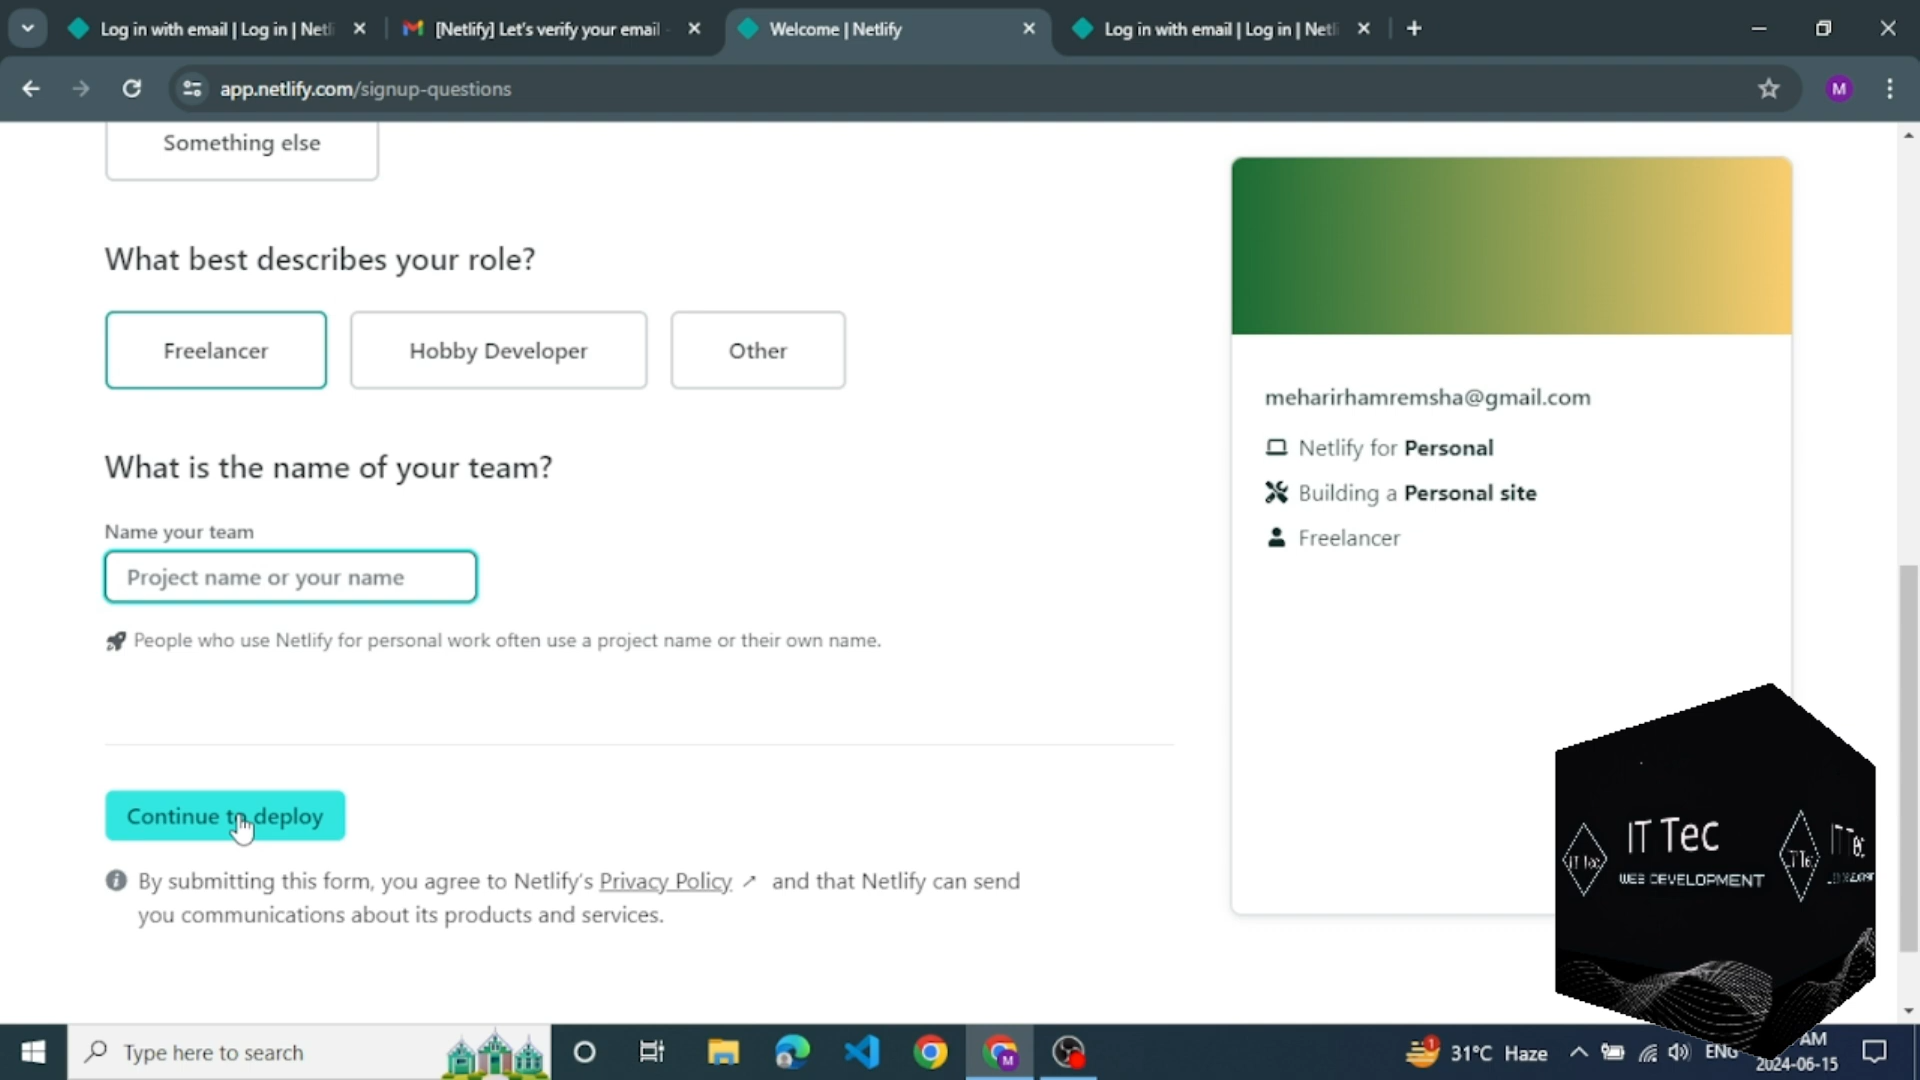 Log in with email | Log in | Netli
[Netlify] Let's verify your email
Welcome | Netlify
Log in with email | Log in | Netli
app.netlify.com/signup-questions
M
Something else
What best describes your role?
Freelancer
Hobby Developer
Other
What is the name of your team?
Name your team
Project name or your name
People who use Netlify for personal work often use a project name or their own name.
Continue to deploy
By submitting this form, you agree to Netlify's Privacy Policy ↗ and that Netlify can send
you communications about its products and services.
meharirhamremsha@gmail.com
Netlify for Personal
Building a Personal site
Freelancer
IT Tec
WEB DEVELOPMENT
Type here to search
M
1
31°C Haze
ENG
AM
2024-06-15